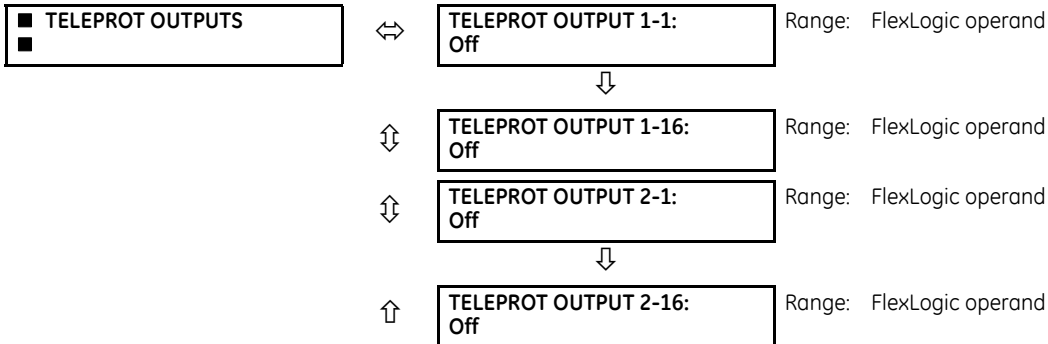 ■ TELEPROT OUTPUTS
■
TELEPROT OUTPUT 1-1:
Off
Range: FlexLogic operand
TELEPROT OUTPUT 1-16:
Off
Range: FlexLogic operand
TELEPROT OUTPUT 2-1:
Off
Range: FlexLogic operand
TELEPROT OUTPUT 2-16:
Off
Range: FlexLogic operand